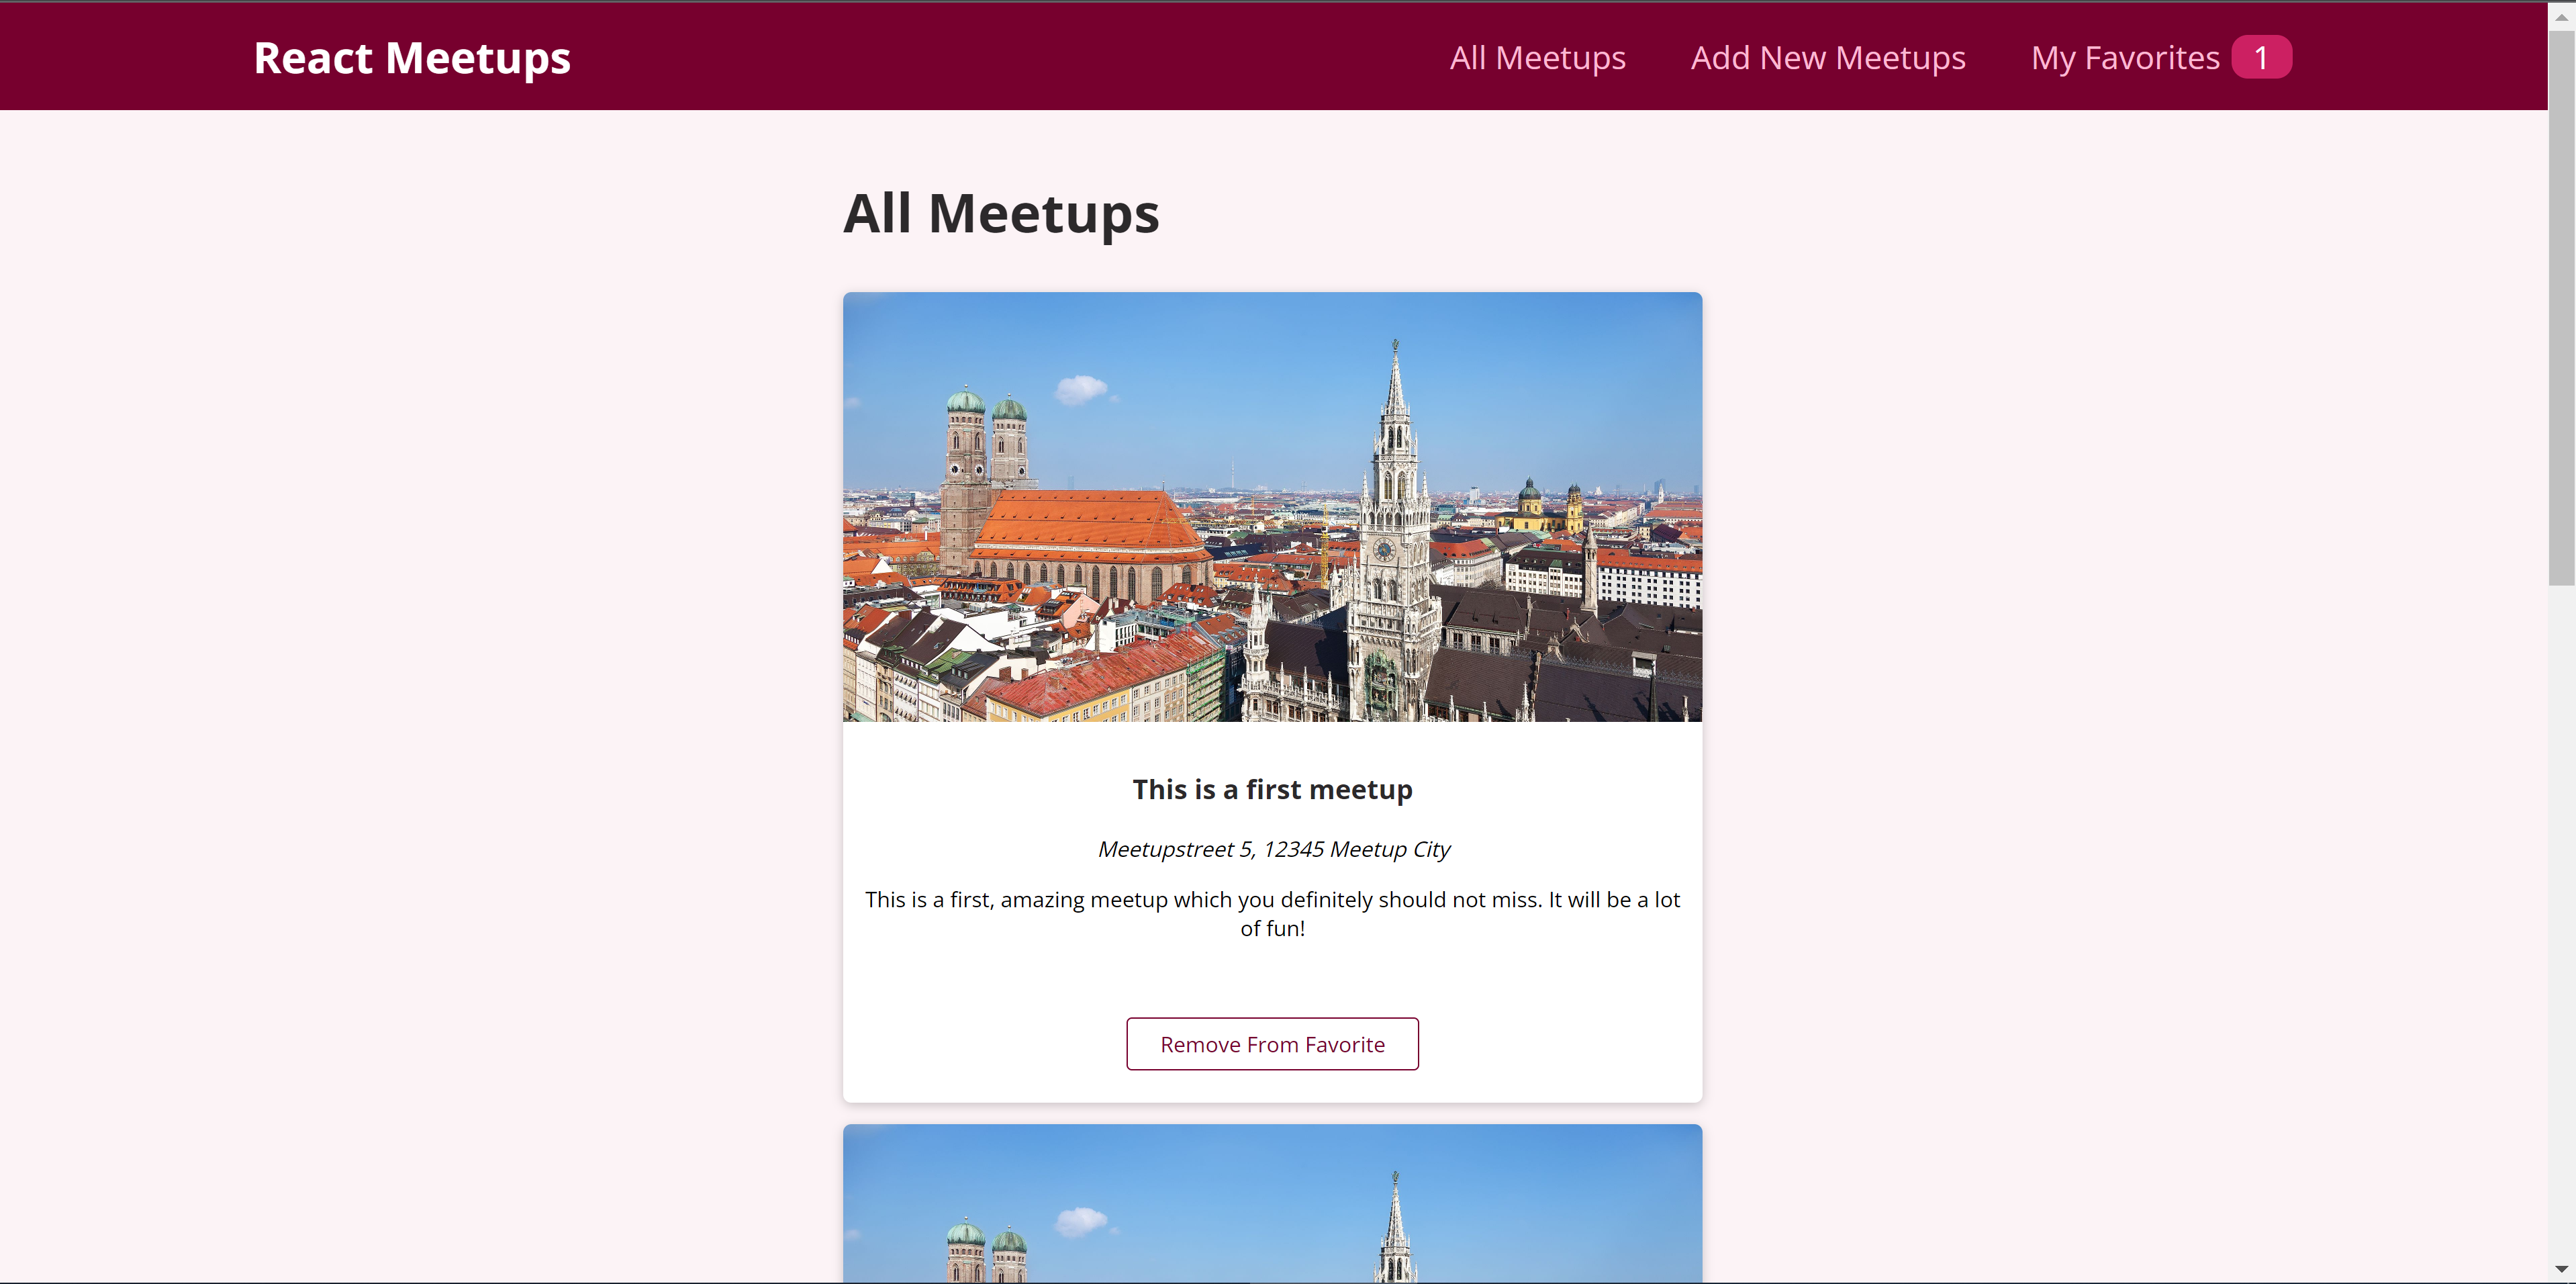 React Meetups
All Meetups
Add New Meetups
My Favorites 1
All Meetups
This is a first meetup
Meetupstreet 5, 12345 Meetup City
This is a first, amazing meetup which you definitely should not miss. It will be a lot
of fun!
Remove From Favorite